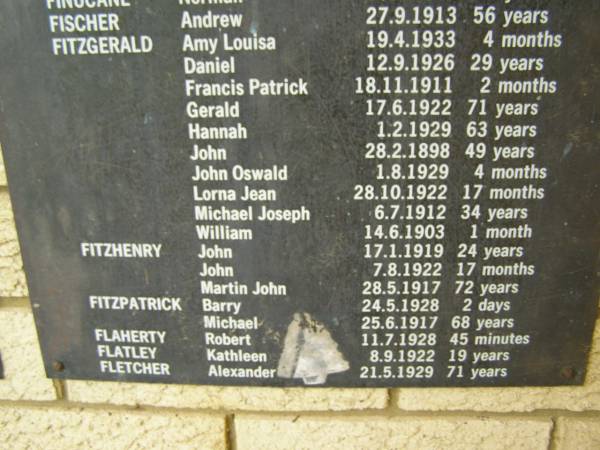 FINUCANE Norman
FISCHER Andrew 27.9.1913 56 years
FITZGERALD Amy Louisa 19.4.1933 4 months
Daniel 12.9.1926 29 years
Francis Patrick 18.11.1911 2 months
Gerald 17.6.1922 71 years
Hannah 1.2.1929 63 years
John 28.2.1898 49 years
John Oswald 1.8.1929 4 months
Lorna Jean 28.10.1922 17 months
Michael Joseph 6.7.1912 34 years
William 14.6.1903 1 month
FITZHENRY John 17.1.1919 24 years
John 7.8.1922 17 months
Martin John 28.5.1917 72 years
FITZPATRICK Barry 24.5.1928 2 days
Michael 25.6.1917 68 years
FLAHERTY Robert 11.7.1928 45 minutes
FLATLEY Kathleen 8.9.1922 19 years
FLETCHER Alexander 21.5.1929 71 years